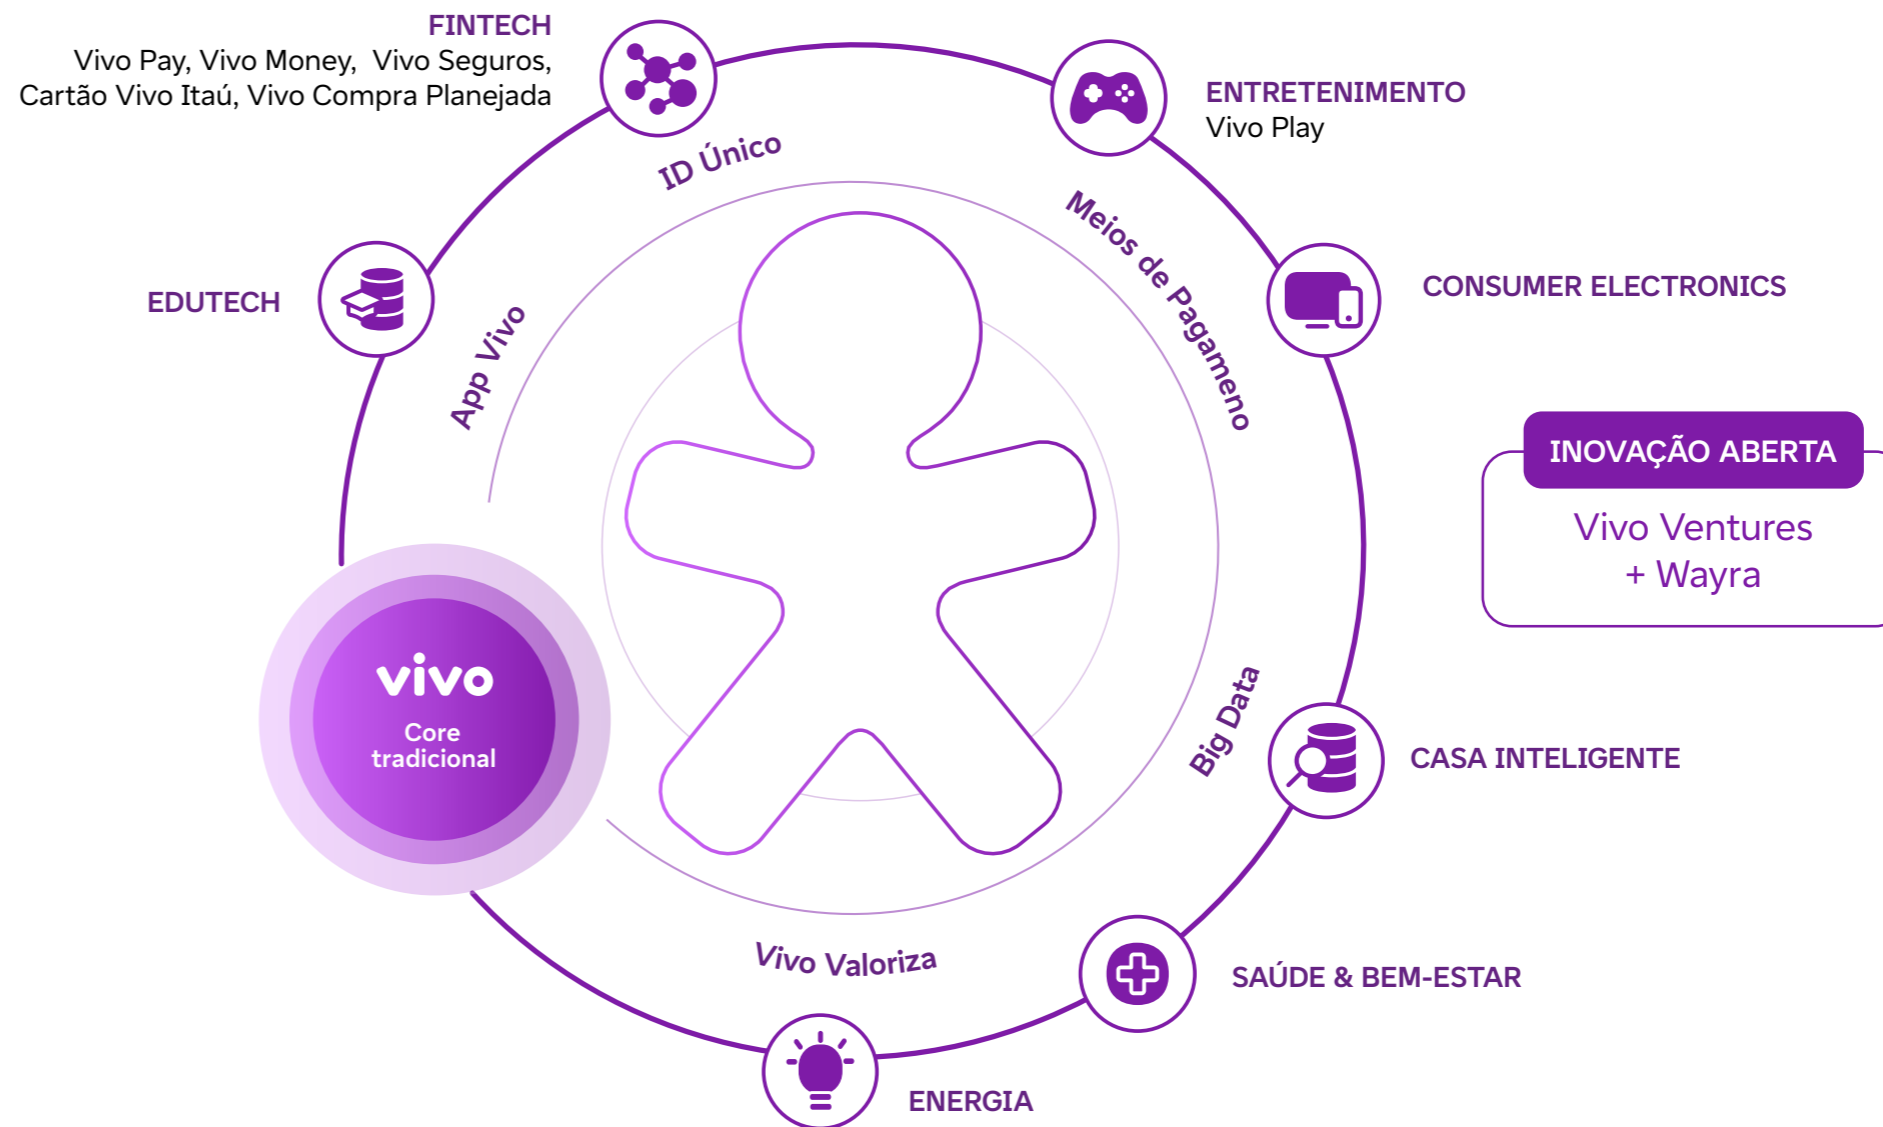 FINTECH
Vivo Pay, Vivo Money, Vivo Seguros,
Cartão Vivo Itaú, Vivo Compra Planejada
ENTRETENIMENTO
Vivo Play
ID Único
Meios de Pagameno
EDUTECH
App Vivo
CONSUMER ELECTRONICS
INOVAÇÃO ABERTA
Vivo Ventures
+ Wayra
vivo
Core
tradicional
Big Data
CASA INTELIGENTE
Vivo Valoriza
SAÚDE & BEM-ESTAR
ENERGIA